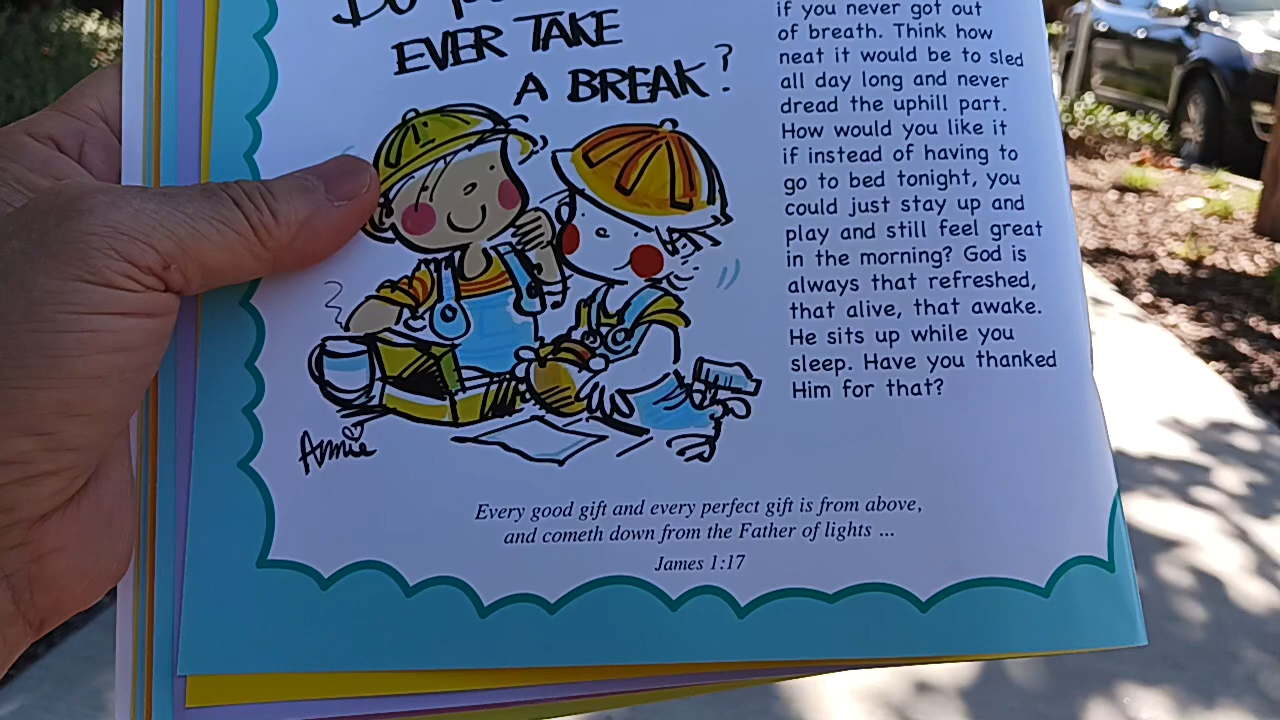 EVER TAKE
A BREAK?
Annie
if you never got out
of breath. Think how
neat it would be to sled
all day long and never
dread the uphill part.
How would you like it
if instead of having to
go to bed tonight, you
could just stay up and
play and still feel great
in the morning? God is
always that refreshed,
that alive, that awake.
He sits up while you
sleep. Have you thanked
Him for that?
Every good gift and every perfect gift is from above,
and cometh down from the Father of lights ...
James 1:17